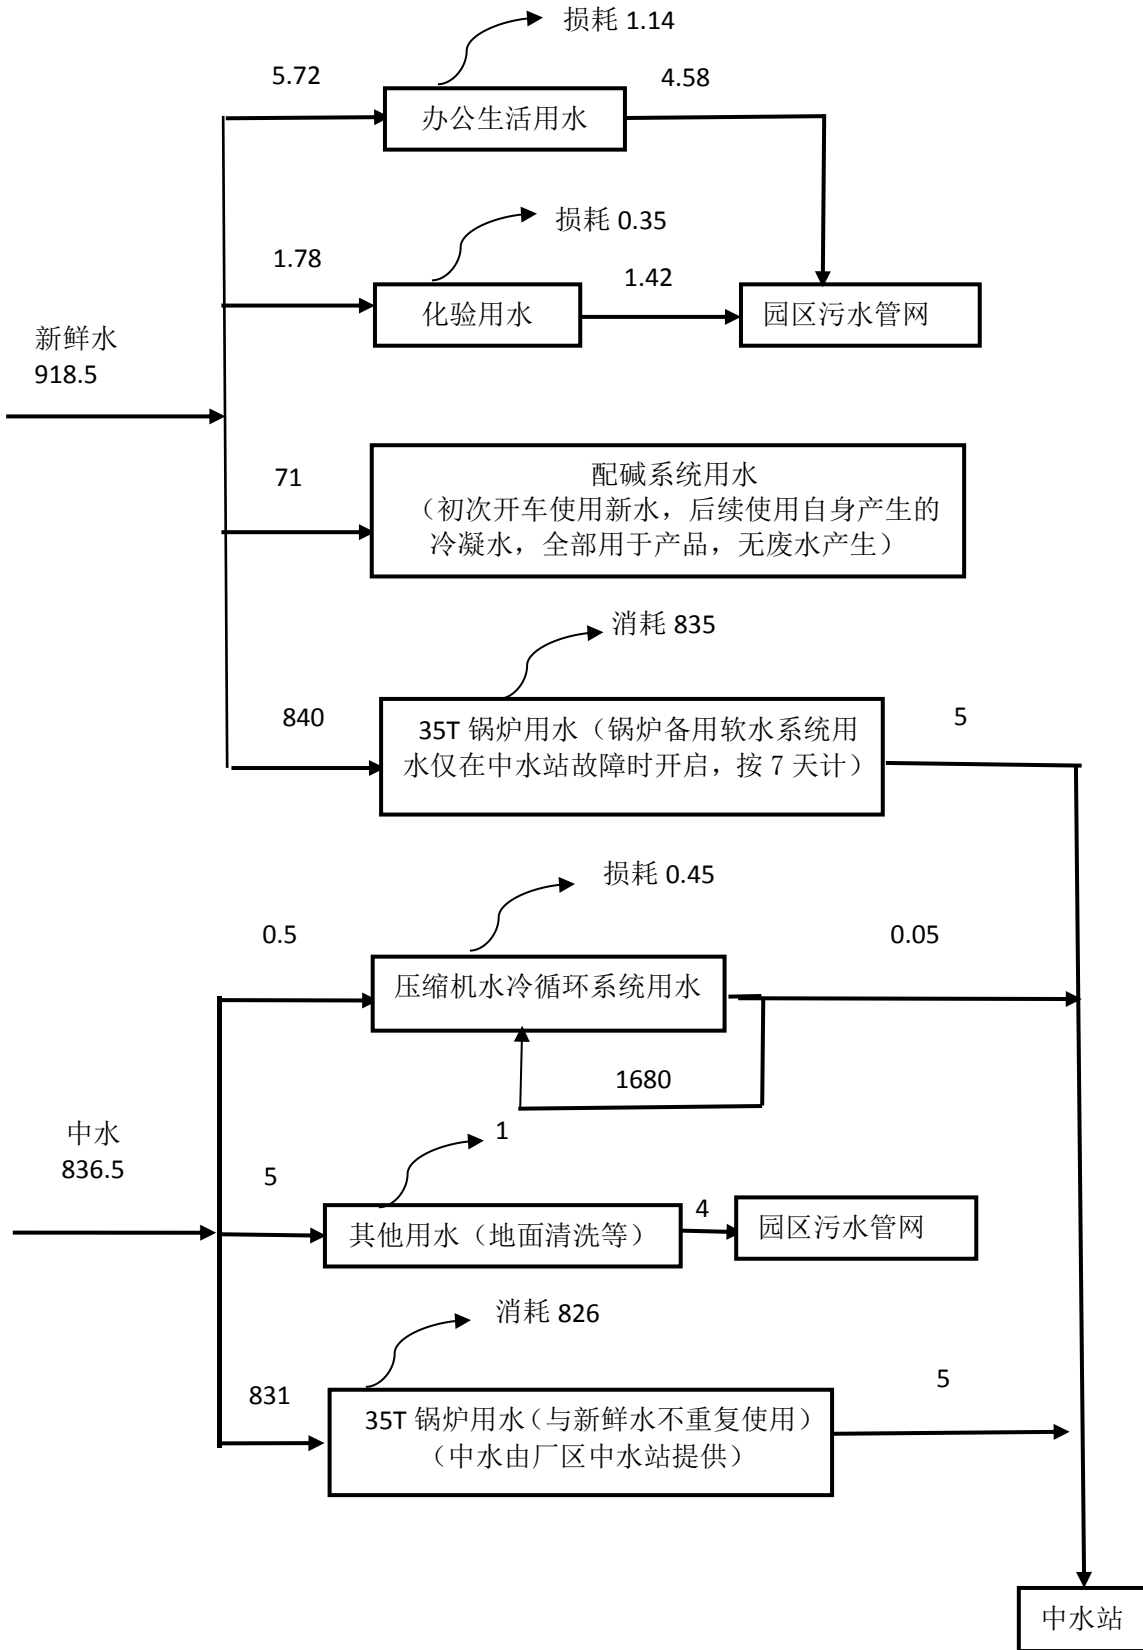 损耗 1.14
5.72
4.58
办公生活用水
损耗 0.35
1.78
1.42
化验用水
园区污水管网
新鲜水
918.5
71
配碱系统用水
（初次开车使用新水，后续使用自身产生的
冷凝水，全部用于产品，无废水产生）
消耗 835
840
5
35T 锅炉用水（锅炉备用软水系统用
水仅在中水站故障时开启，按 7 天计）
损耗 0.45
0.5
0.05
压缩机水冷循环系统用水
1680
中水
836.5
1
5
4
其他用水（地面清洗等）
园区污水管网
消耗 826
831
5
35T 锅炉用水（与新鲜水不重复使用）
（中水由厂区中水站提供）
中水站